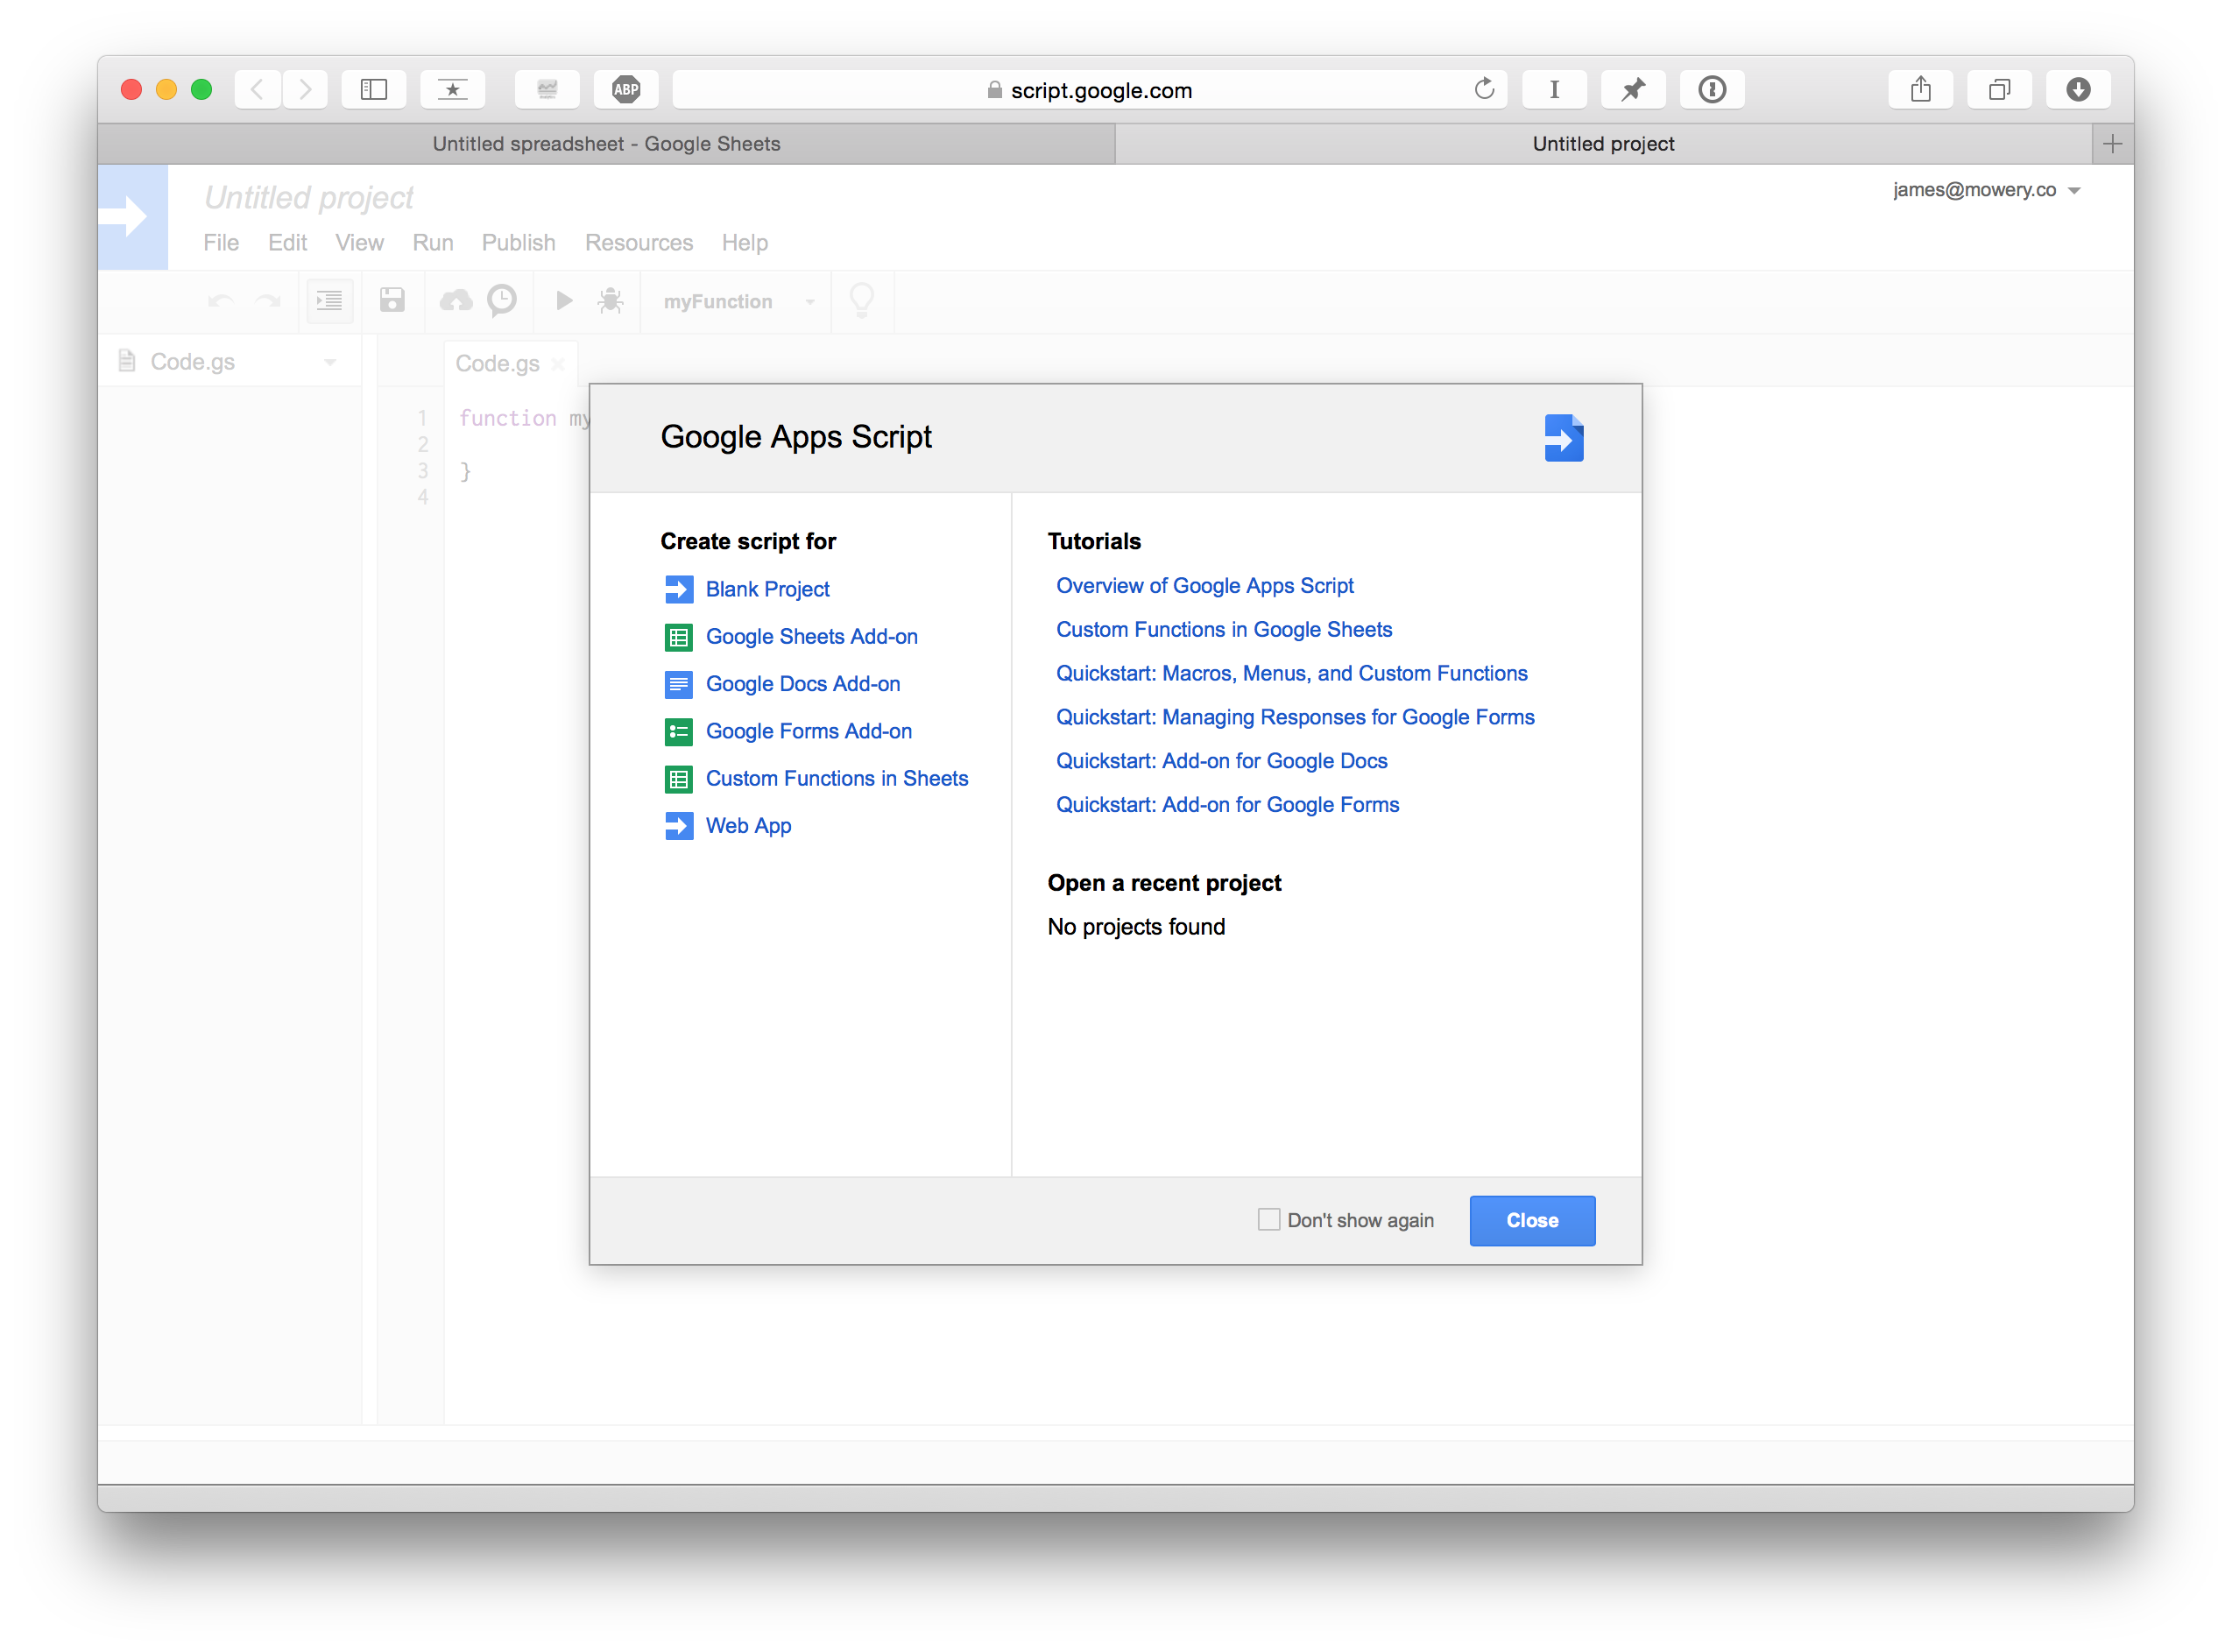 ABP
script.google.com
Untitled spreadsheet - Google Sheets
Untitled project
Untitled project
james@mowery.co
File Edit View Run Publish Resources Help
myFunction
Code.gs
Code.gs
1 function my
2
3 }
4
Google Apps Script
Create script for
Blank Project
Google Sheets Add-on
Google Docs Add-on
Google Forms Add-on
Custom Functions in Sheets
Web App
Tutorials
Overview of Google Apps Script
Custom Functions in Google Sheets
Quickstart: Macros, Menus, and Custom Functions
Quickstart: Managing Responses for Google Forms
Quickstart: Add-on for Google Docs
Quickstart: Add-on for Google Forms
Open a recent project
No projects found
Don't show again
Close